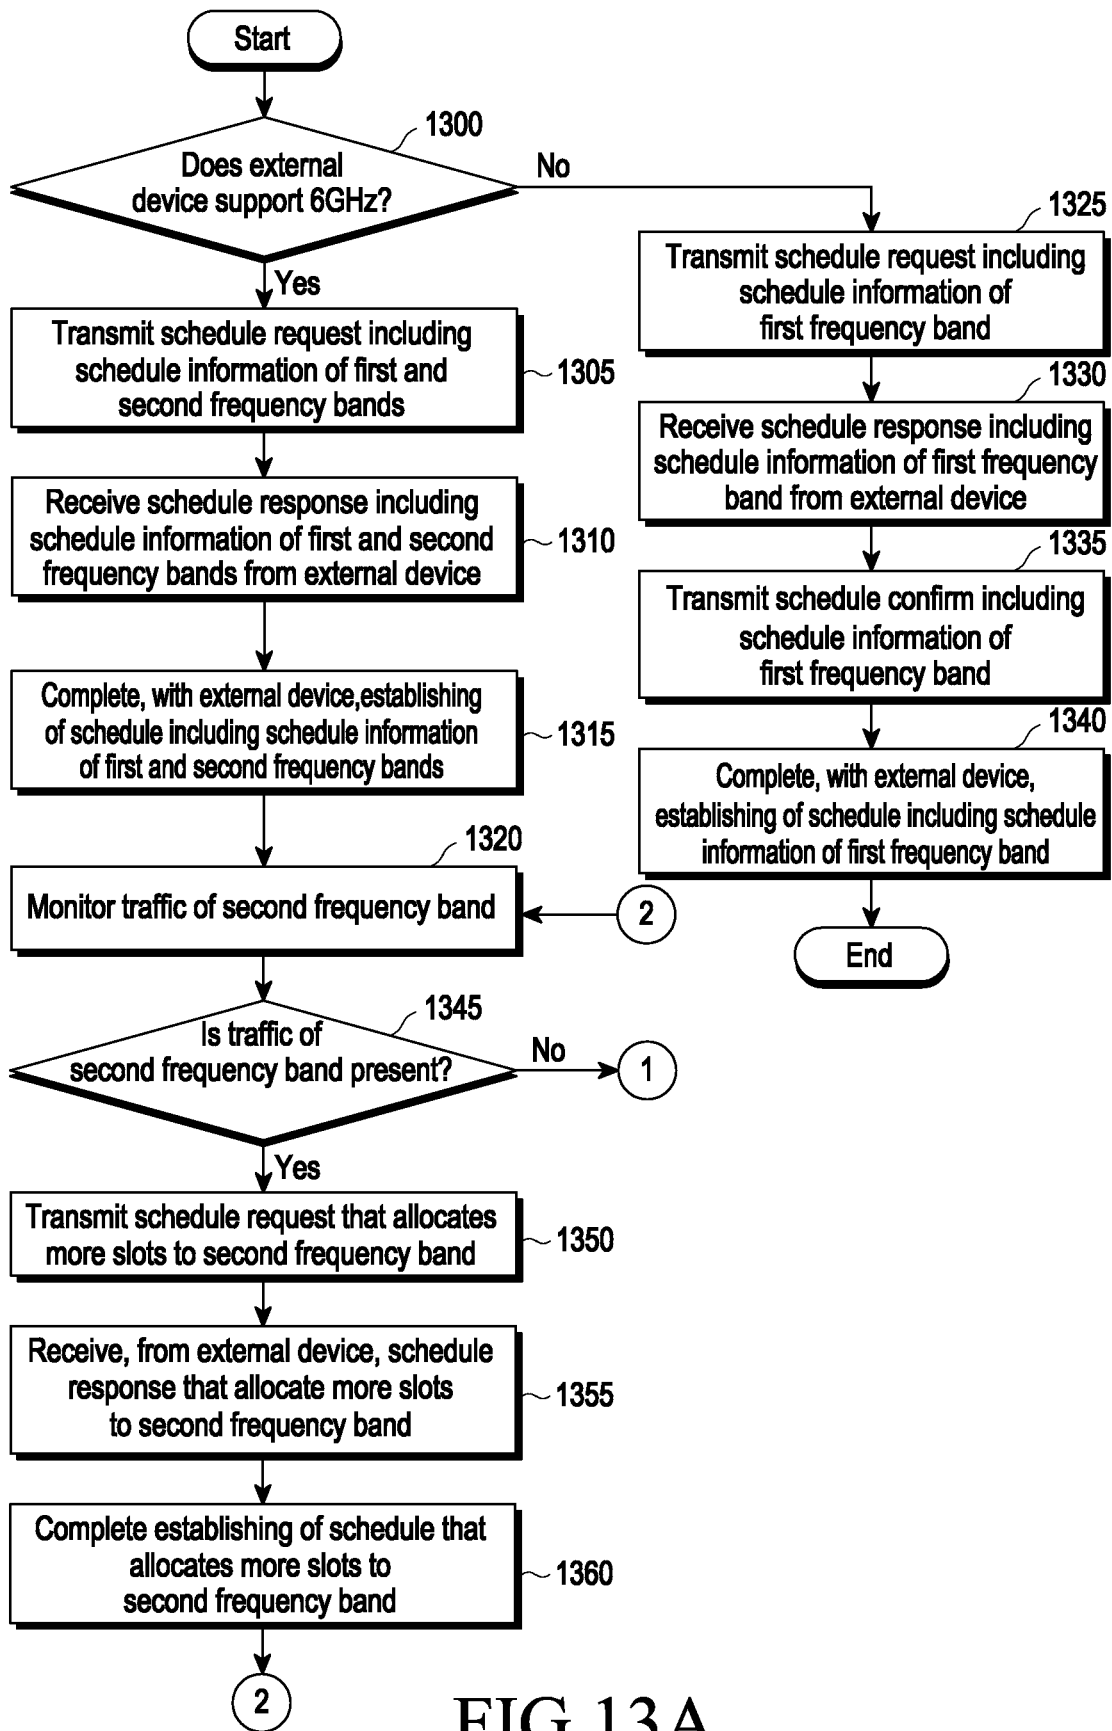 Start
1300
Does external
device support 6GHz?
No
Yes
Transmit schedule request including
schedule information of first and
second frequency bands
1305
Receive schedule response including
schedule information of first and second
frequency bands from external device
1310
Complete, with external device,establishing
of schedule including schedule information
of first and second frequency bands
1315
1320
Monitor traffic of second frequency band
2
1345
Is traffic of
second frequency band present?
No
1
Yes
Transmit schedule request that allocates
more slots to second frequency band
1350
Receive, from external device, schedule
response that allocate more slots
to second frequency band
1355
Complete establishing of schedule that
allocates more slots to
second frequency band
1360
2
1325
Transmit schedule request including
schedule information of
first frequency band
1330
Receive schedule response including
schedule information of first frequency
band from external device
1335
Transmit schedule confirm including
schedule information of
first frequency band
1340
Complete, with external device,
establishing of schedule including schedule
information of first frequency band
End
FIG.13A